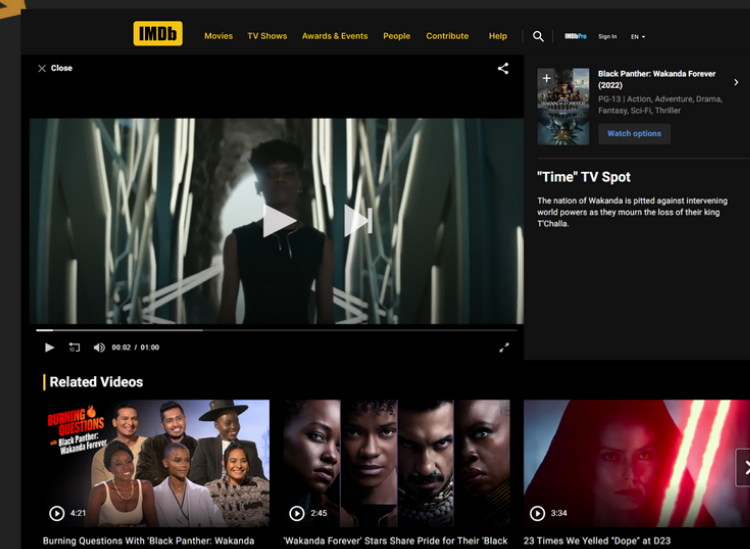 IMDb
Movies TV Shows Awards & Events People Contribute Help IMDbPro Sign In EN
Close
Black Panther: Wakanda Forever
(2022)
PG-13 | Action, Adventure, Drama,
Fantasy, Sci-Fi, Thriller
Watch options
"Time" TV Spot
The nation of Wakanda is pitted against intervening
world powers as they mourn the loss of their king
T'Challa.
00:02 / 01:00
Related Videos
BURNING
QUESTIONS
with Black Panther:
Wakanda Forever
4:21
2:45
3:34
Burning Questions With 'Black Panther: Wakanda
'Wakanda Forever' Stars Share Pride for Their 'Black
23 Times We Yelled "Dope" at D23